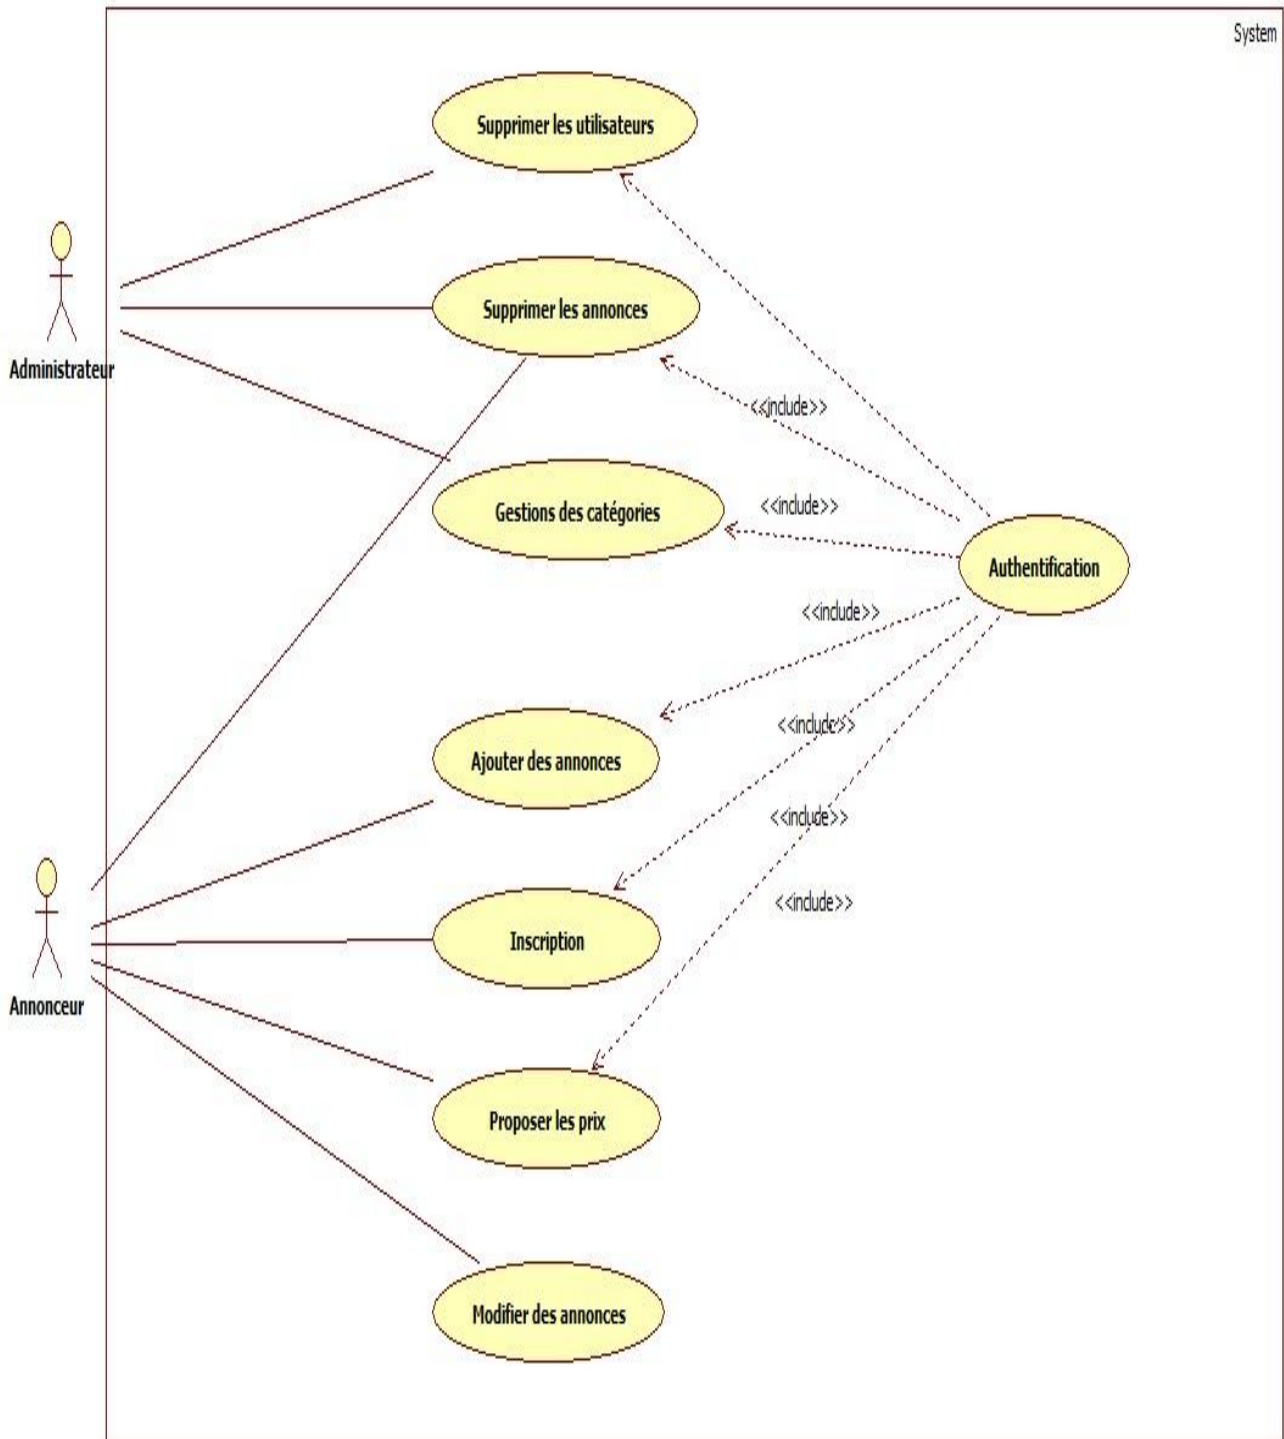 System
Supprimer les utilisateurs
Supprimer les annonces
Administrateur
<<include>>
Gestions des catégories
<<include>>
Authentification
<<include>>
Ajouter des annonces
<<include>>
<<include>>
<<include>>
Inscription
Annonceur
Proposer les prix
Modifier des annonces